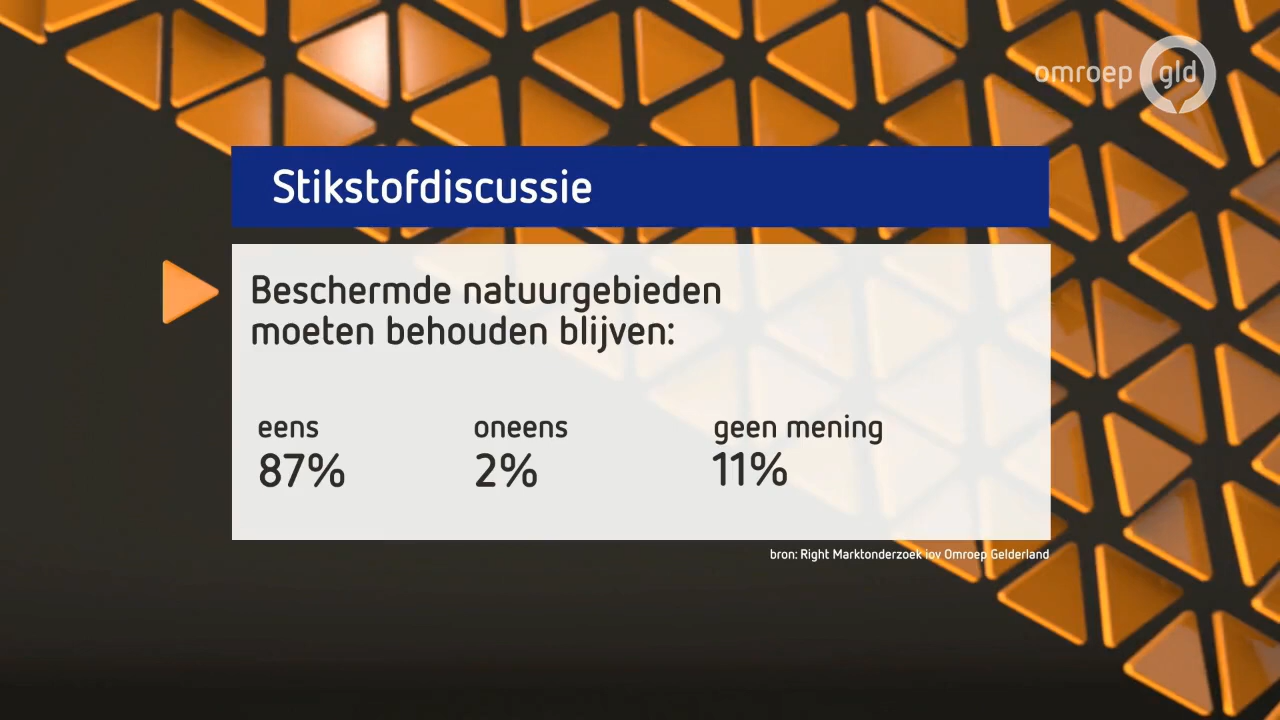 omroep gld
Stikstofdiscussie
Beschermde natuurgebieden
moeten behouden blijven:
eens oneens geen mening
87% 2% 11%
bron: Right Marktonderzoek iov Omroep Gelderland